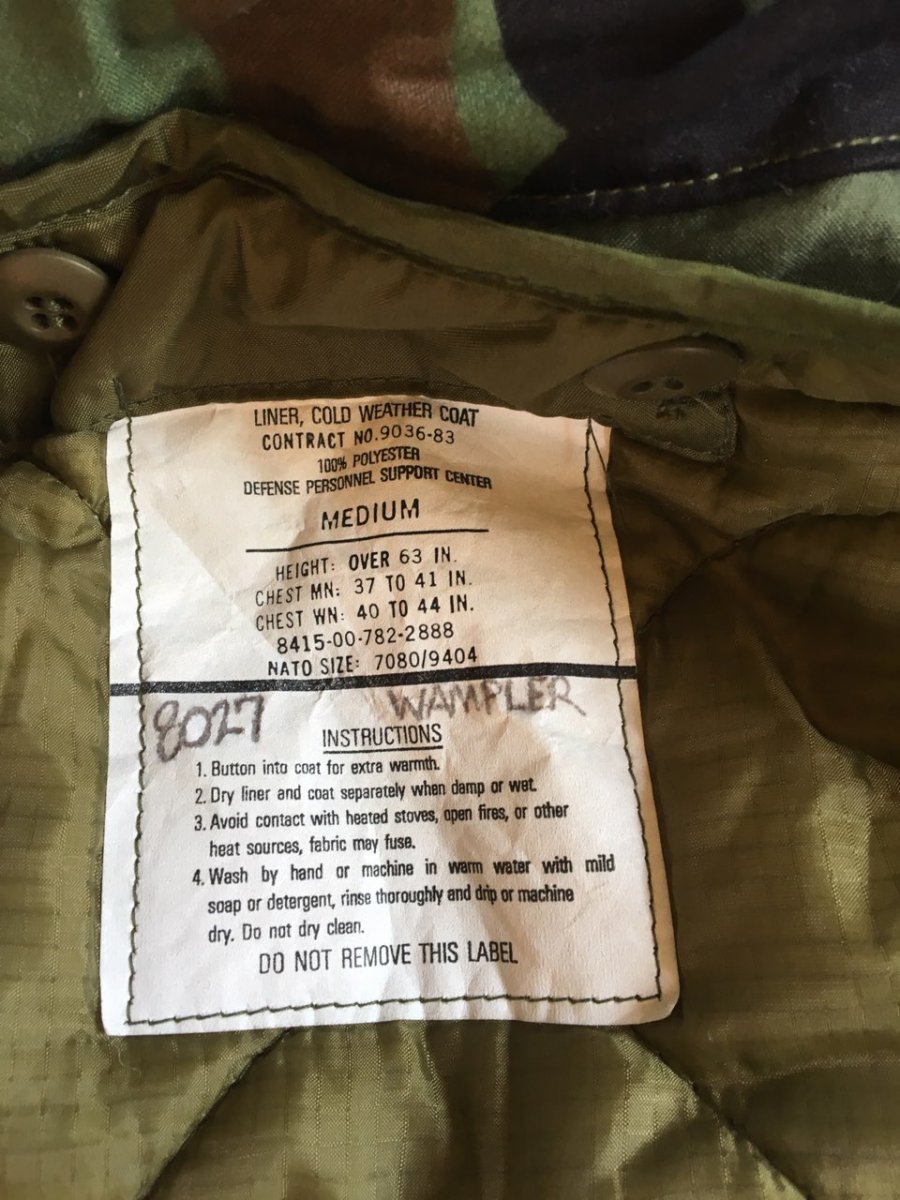 LINER, COLD WEATHER COAT
CONTRACT NO.9036-83
100% POLYESTER
DEFENSE PERSONNEL SUPPORT CENTER
MEDIUM
HEIGHT: OVER 63 IN.
CHEST MN: 37 TO 41 IN.
CHEST WN: 40 TO 44 IN.
8415-00-782-2888
NATO SIZE: 7080/9404
8027 WAMPLER
INSTRUCTIONS
1. Button into coat for extra warmth.
2. Dry liner and coat separately when damp or wet.
3. Avoid contact with heated stoves, open fires, or other
heat sources, fabric may fuse.
4. Wash by hand or machine in warm water with mild
soap or detergent, rinse thoroughly and drip or machine
dry. Do not dry clean.
DO NOT REMOVE THIS LABEL